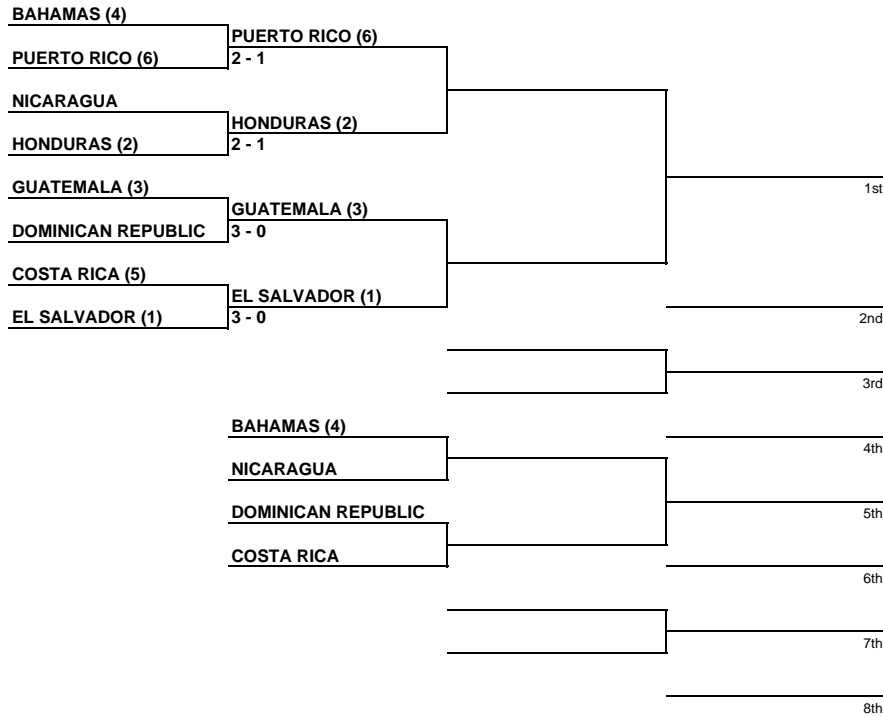 BAHAMAS (4)
PUERTO RICO (6)
PUERTO RICO (6)
2 - 1
NICARAGUA
HONDURAS (2)
HONDURAS (2)
2 - 1
GUATEMALA (3)
1st
GUATEMALA (3)
DOMINICAN REPUBLIC
3 - 0
COSTA RICA (5)
EL SALVADOR (1)
EL SALVADOR (1)
3 - 0
2nd
3rd
BAHAMAS (4)
4th
NICARAGUA
DOMINICAN REPUBLIC
5th
COSTA RICA
6th
7th
8th